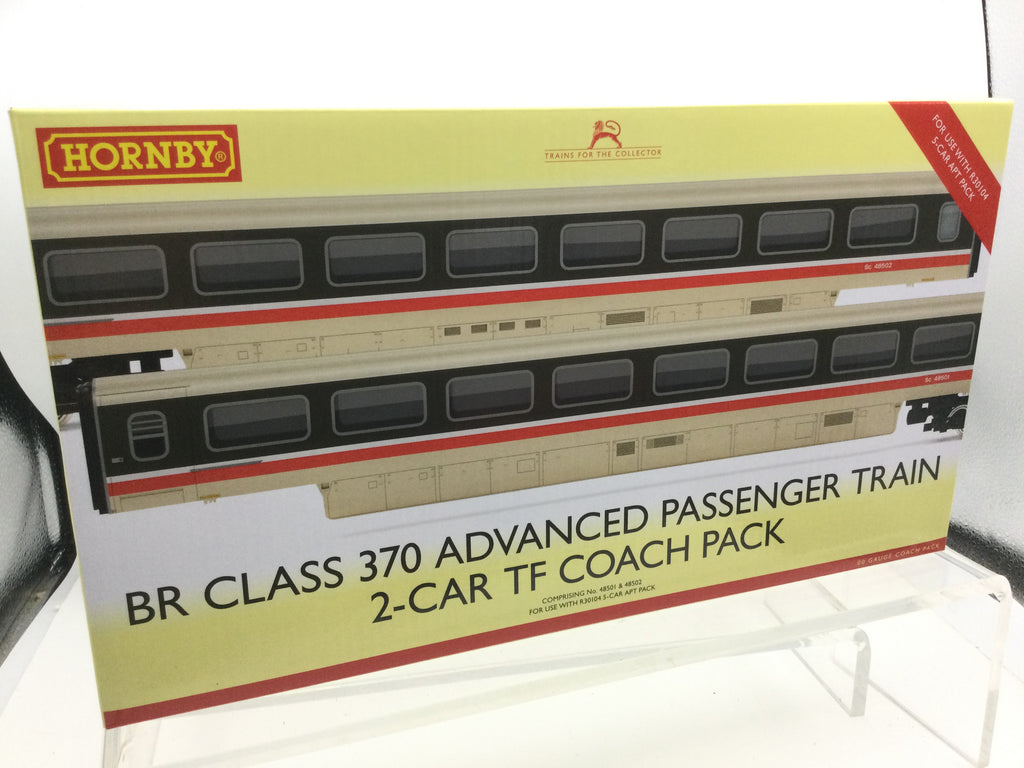 HORNBY®
TRAINS FOR THE COLLECTOR
FOR USE WITH R30104
5-CAR APT PACK
Sc 48502
Sc 48501
BR CLASS 370 ADVANCED PASSENGER TRAIN
2-CAR TF COACH PACK
COMPRISING No. 48501 & 48502
FOR USE WITH R30104 5-CAR APT PACK
00 GAUGE COACH PACK